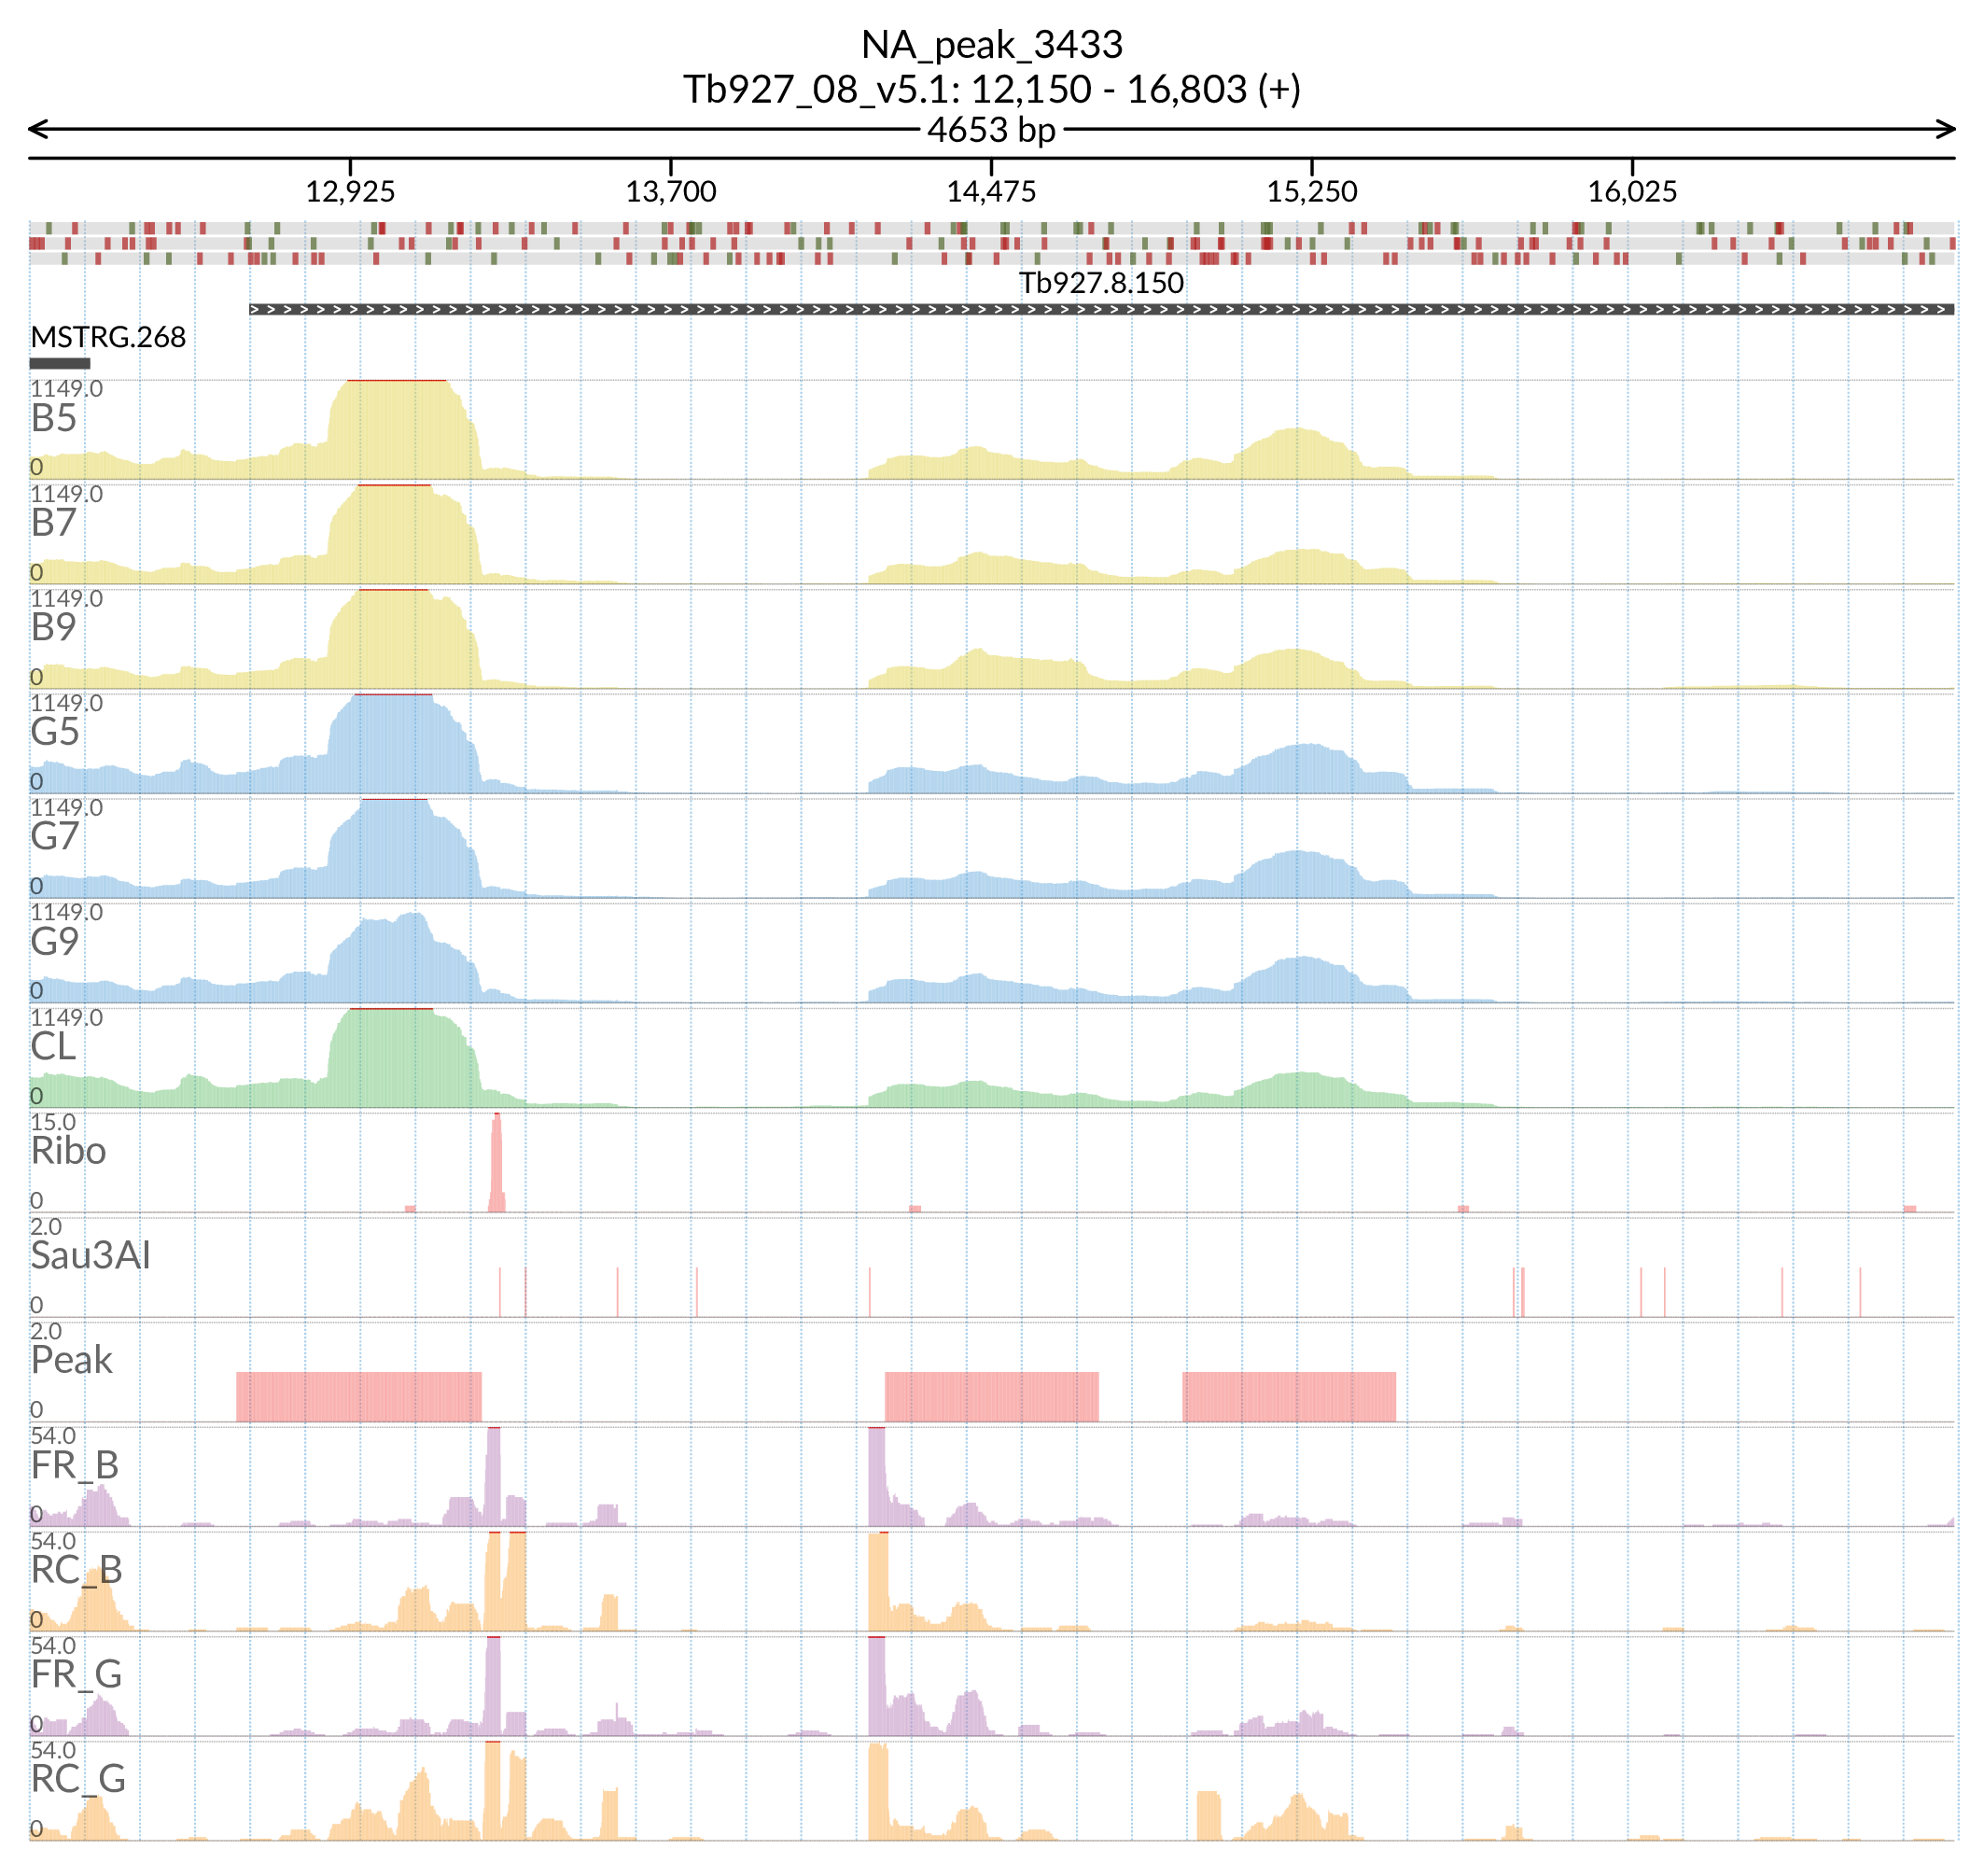 NA_peak_3433
Tb927_08_v5.1: 12,150 - 16,803 (+)
4653 bp
12,925 13,700 14,475 15,250 16,025
Tb927.8.150
MSTRG.268
1149.0
B5
0
1149.0
B7
0
1149.0
B9
0
1149.0
G5
0
1149.0
G7
0
1149.0
G9
0
1149.0
CL
0
15.0
Ribo
0
2.0
Sau3AI
0
2.0
Peak
0
54.0
FR_B
0
54.0
RC_B
0
54.0
FR_G
0
54.0
RC_G
0